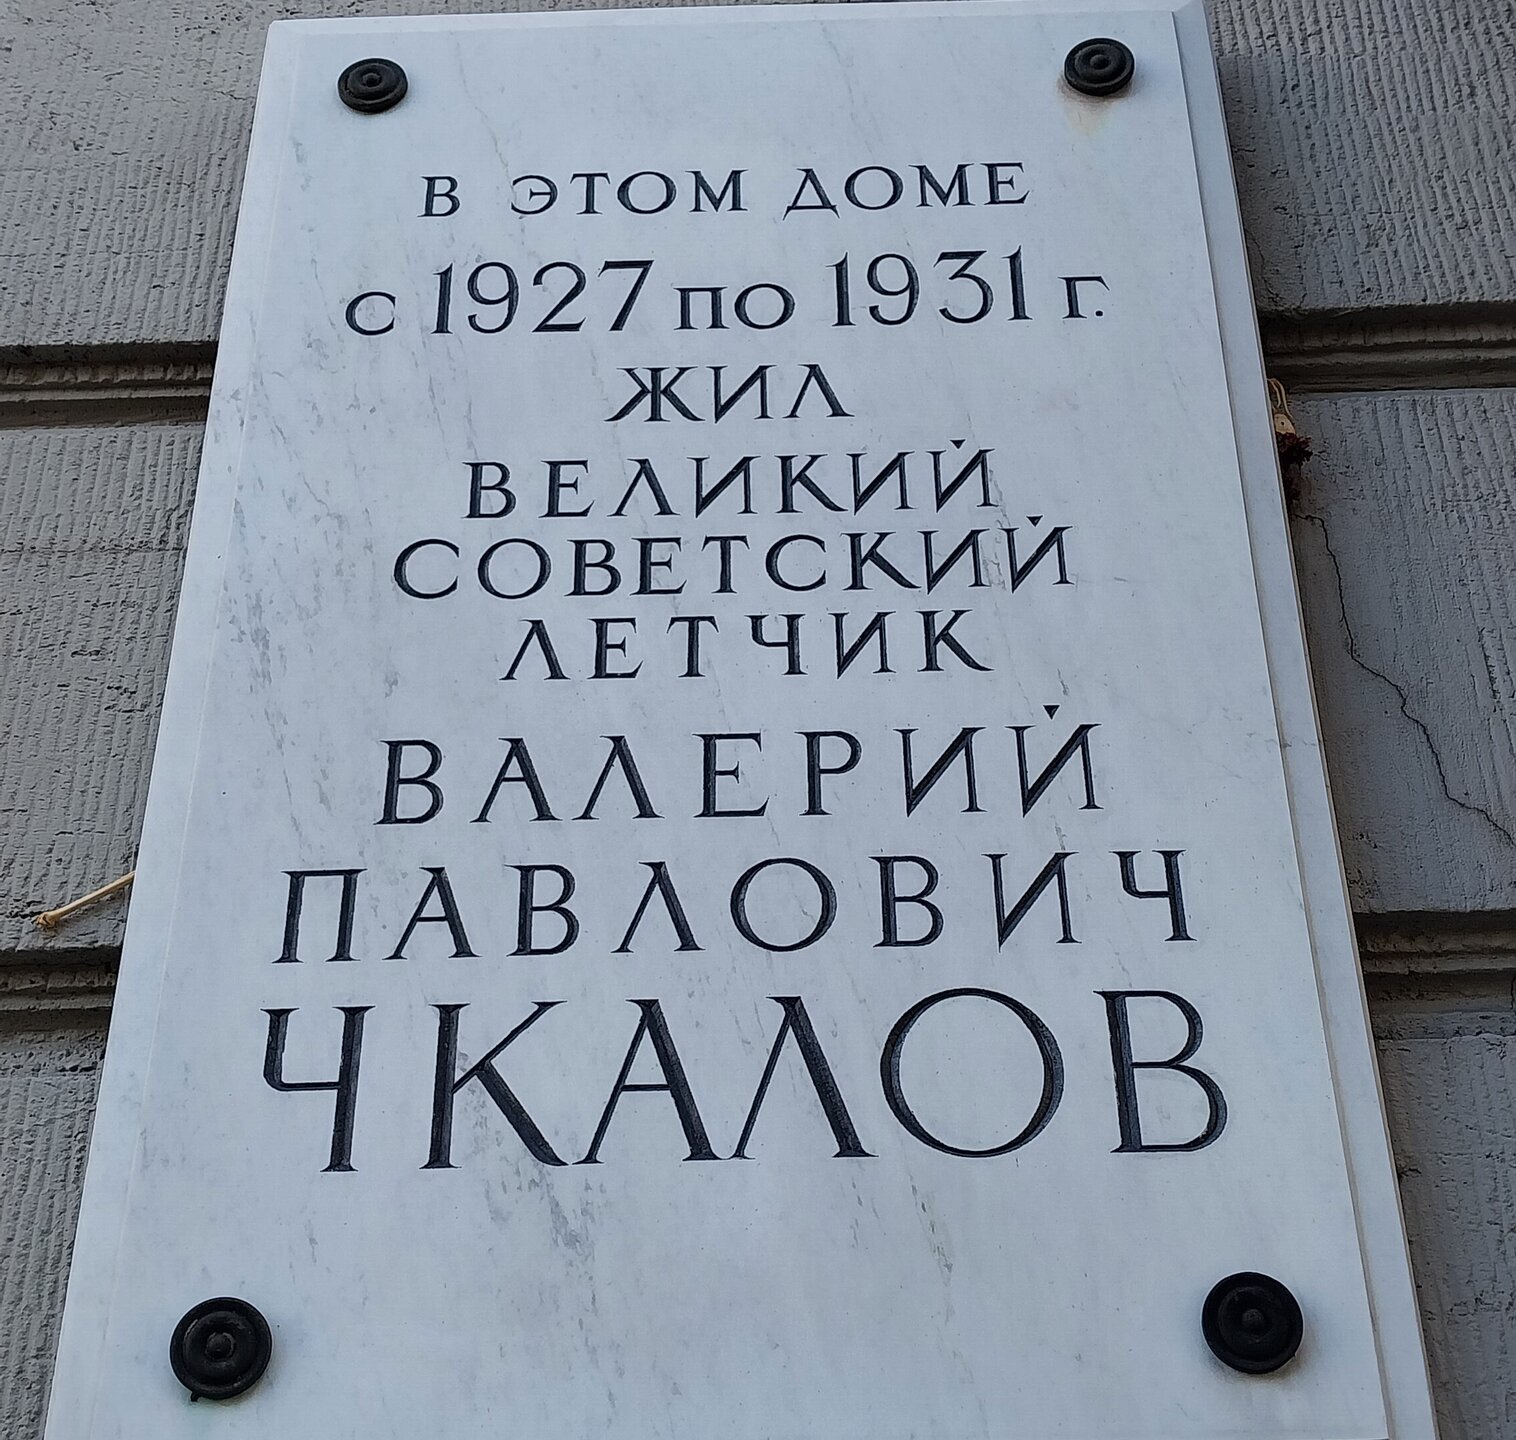 В ЭТОМ ДОМЕ
с 1927 по 1931 г.
ЖИЛ
ВЕЛИКИЙ
СОВЕТСКИЙ
ЛЕТЧИК
ВАЛЕРИЙ
ПАВЛОВИЧ
ЧКАЛОВ